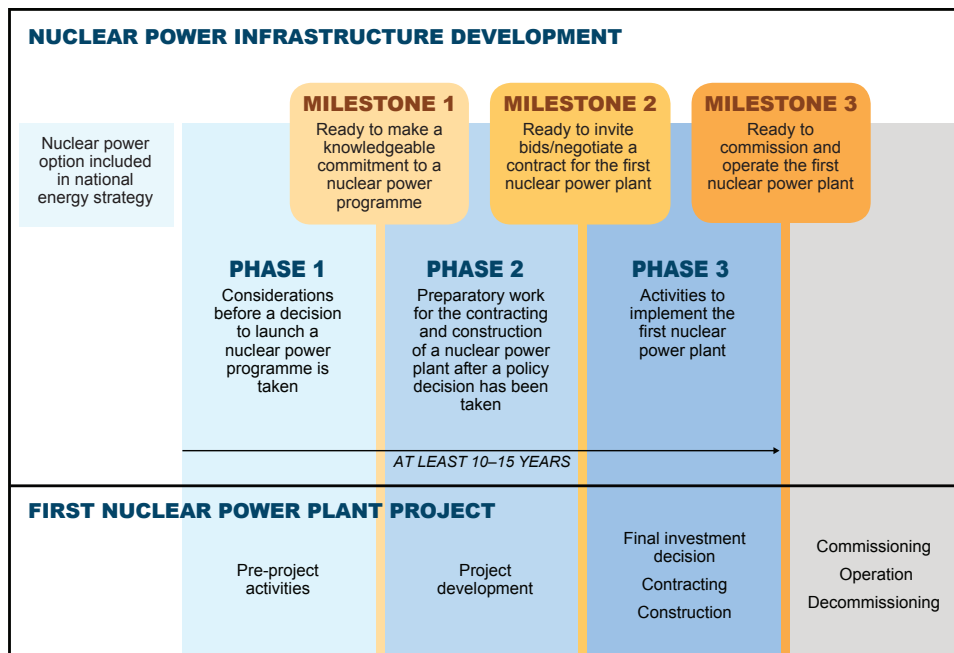 NUCLEAR POWER INFRASTRUCTURE DEVELOPMENT
Nuclear power
option included
in national
energy strategy
MILESTONE 1
Ready to make a
knowledgeable
commitment to a
nuclear power
programme
MILESTONE 2
Ready to invite
bids/negotiate a
contract for the first
nuclear power plant
MILESTONE 3
Ready to
commission and
operate the first
nuclear power plant
PHASE 1
Considerations
before a decision
to launch a
nuclear power
programme is
taken
PHASE 2
Preparatory work
for the contracting
and construction
of a nuclear power
plant after a policy
decision has been
taken
PHASE 3
Activities to
implement the
first nuclear
power plant
AT LEAST 10–15 YEARS
FIRST NUCLEAR POWER PLANT PROJECT
Pre-project
activities
Project
development
Final investment
decision
Contracting
Construction
Commissioning
Operation
Decommissioning